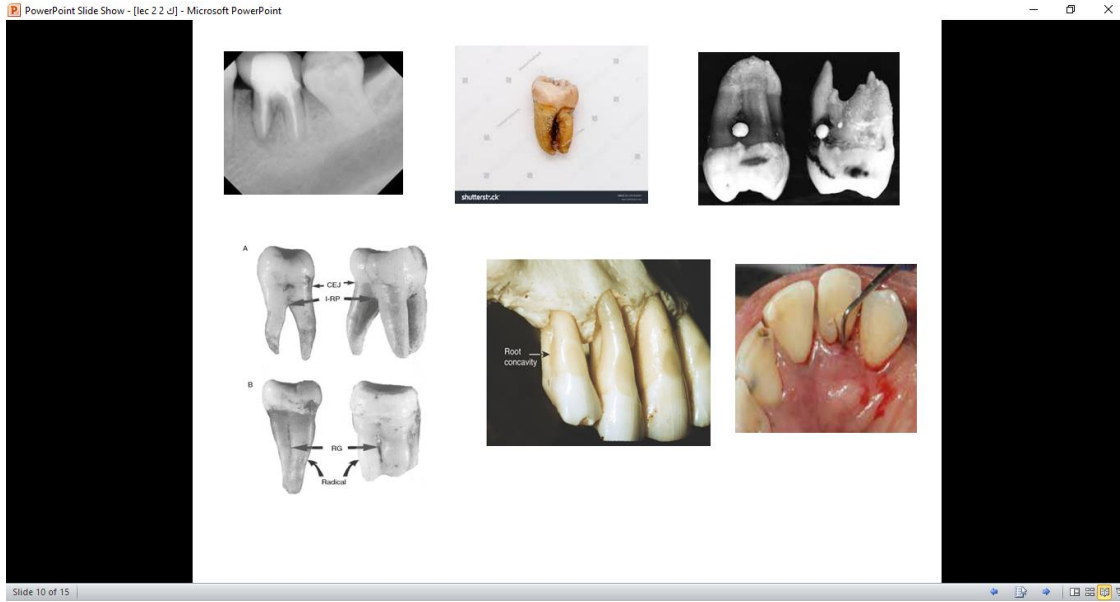 PowerPoint Slide Show - [lec 2 2 ك] - Microsoft PowerPoint
shutterstock
A
CEJ
I-RP
B
RG
Radical
Root
concavity
Slide 10 of 15